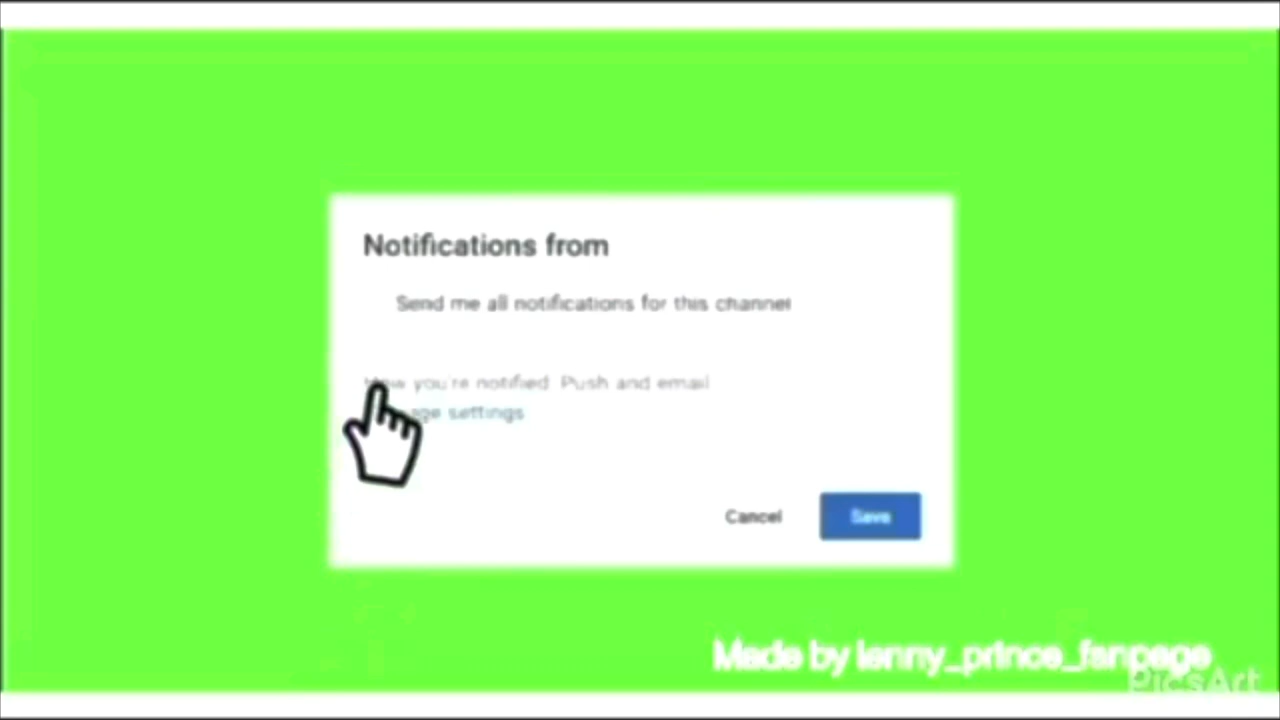 Notifications from
Send me all notifications for this channel
you're notified: Push and email
settings
Cancel
Save
Made by lenny_prince_fanpage
PicsArt